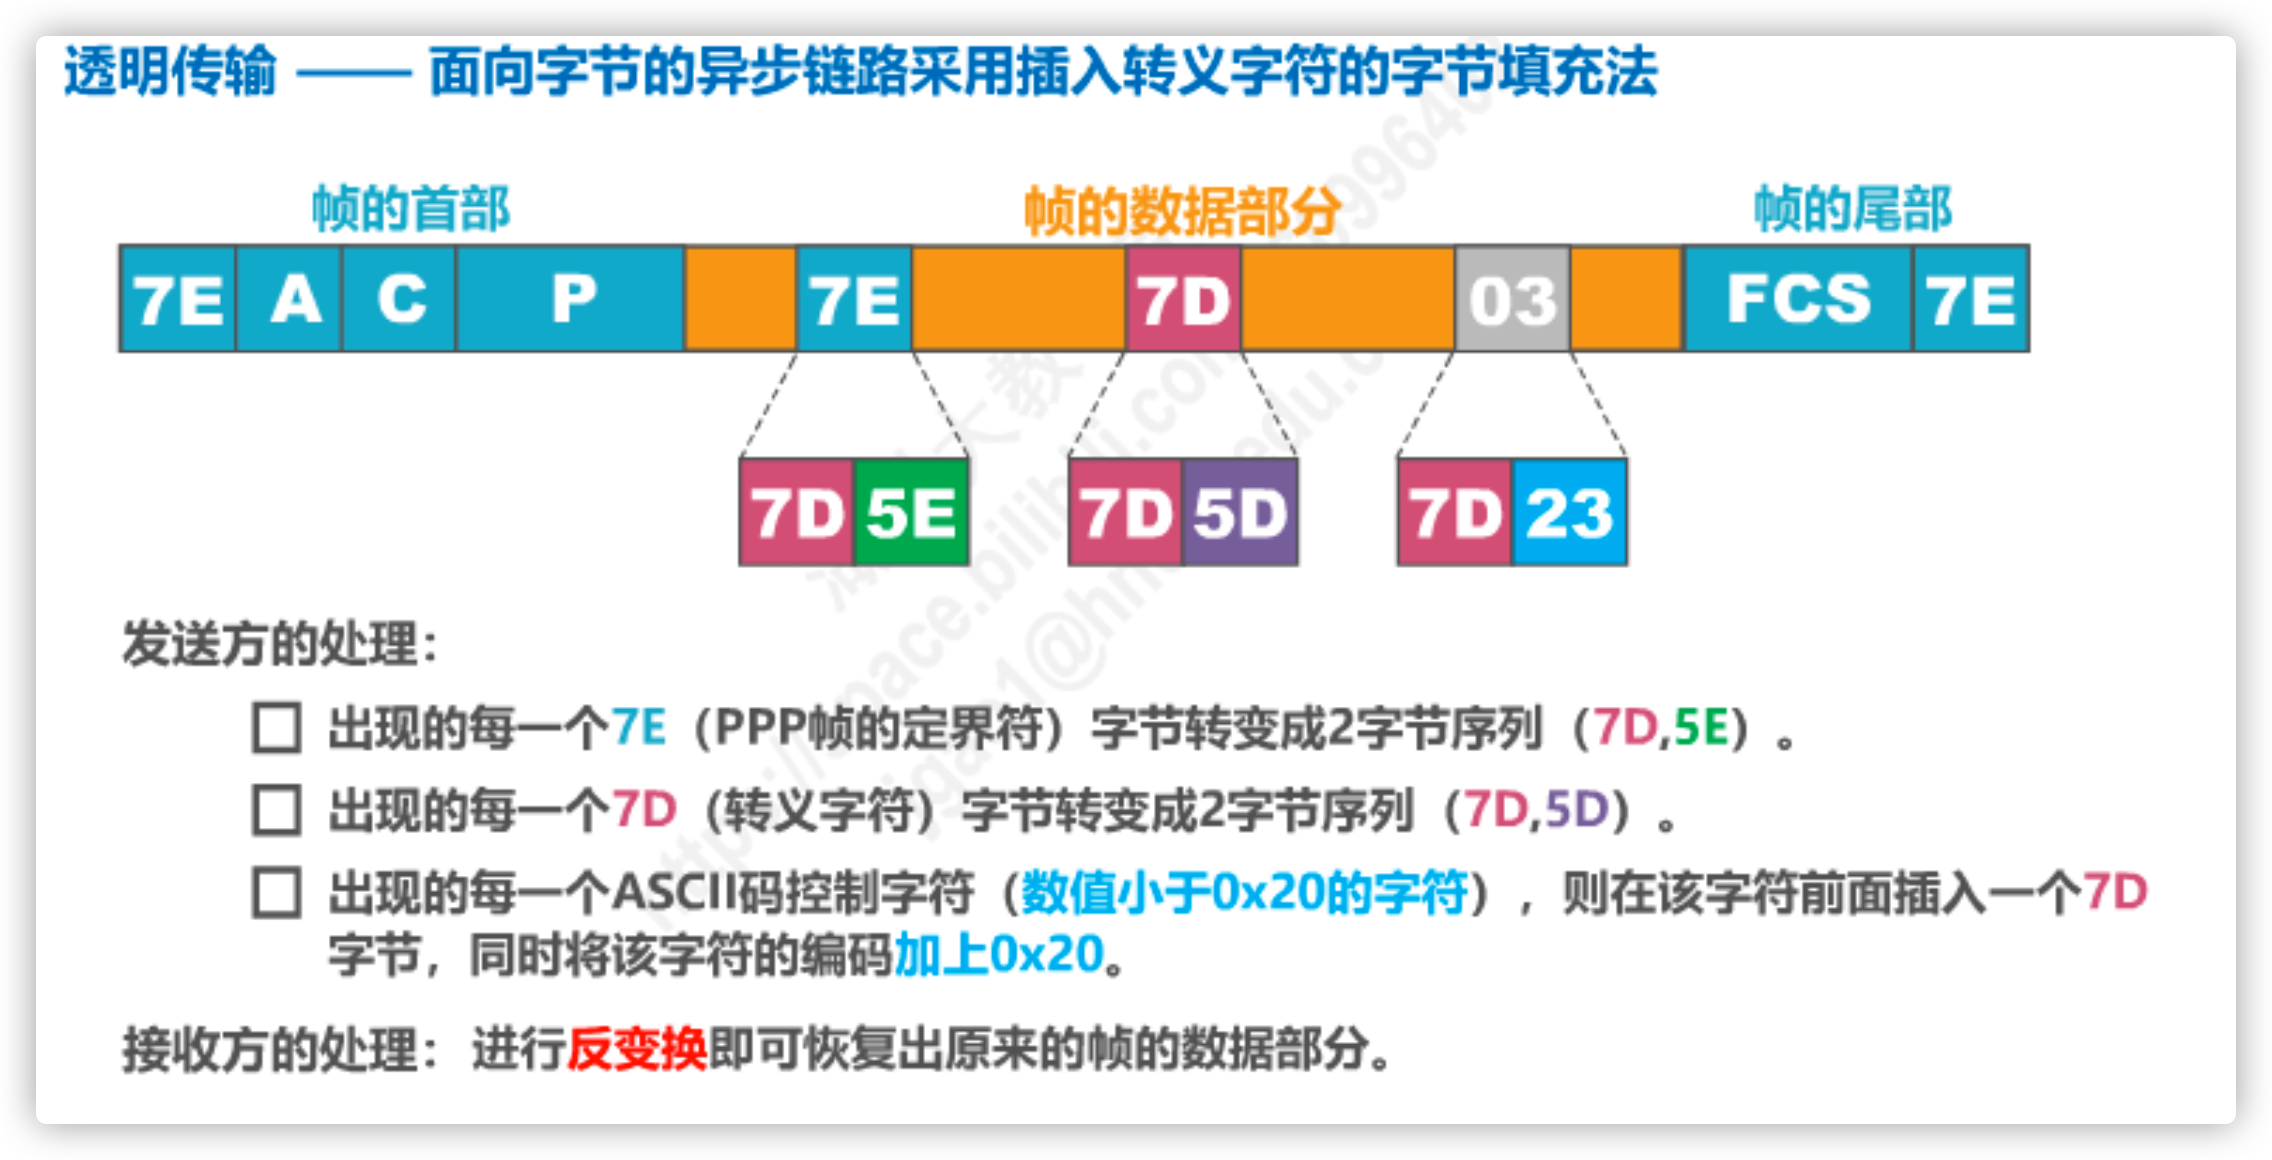 透明传输 —— 面向字节的异步链路采用插入转义字符的字节填充法
帧的首部 帧的数据部分 帧的尾部
7E A C P 7E 7D 03 FCS 7E
7D 5E 7D 5D 7D 23
发送方的处理：
出现的每一个7E（PPP帧的定界符）字节转变成2字节序列（7D,5E）。
出现的每一个7D（转义字符）字节转变成2字节序列（7D,5D）。
出现的每一个ASCII码控制字符（数值小于0x20的字符），则在该字符前面插入一个7D
字节，同时将该字符的编码加上0x20。
接收方的处理：进行反变换即可恢复出原来的帧的数据部分。